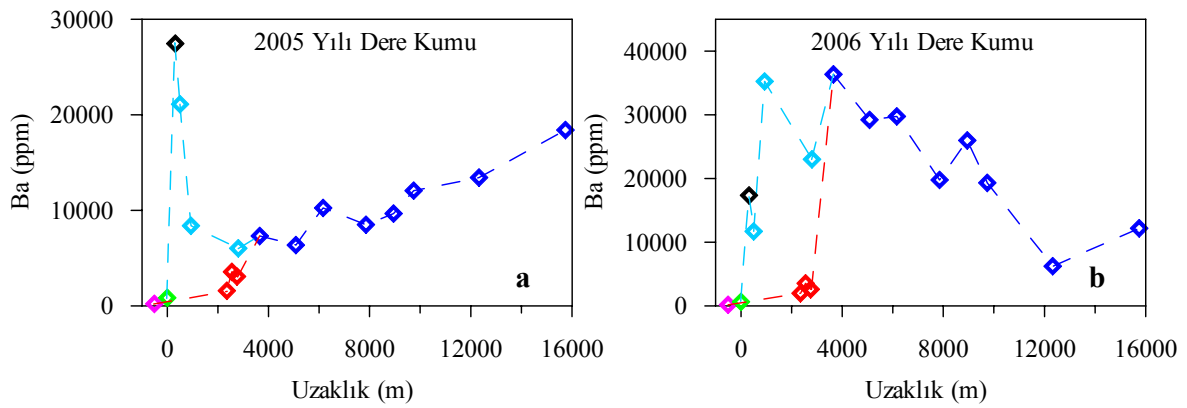 2005 Yılı Dere Kumu
Ba (ppm)
30000
20000
10000
0
0 4000 8000 12000 16000
Uzaklık (m)
a
2006 Yılı Dere Kumu
Ba (ppm)
40000
30000
20000
10000
0
0 4000 8000 12000 16000
Uzaklık (m)
b